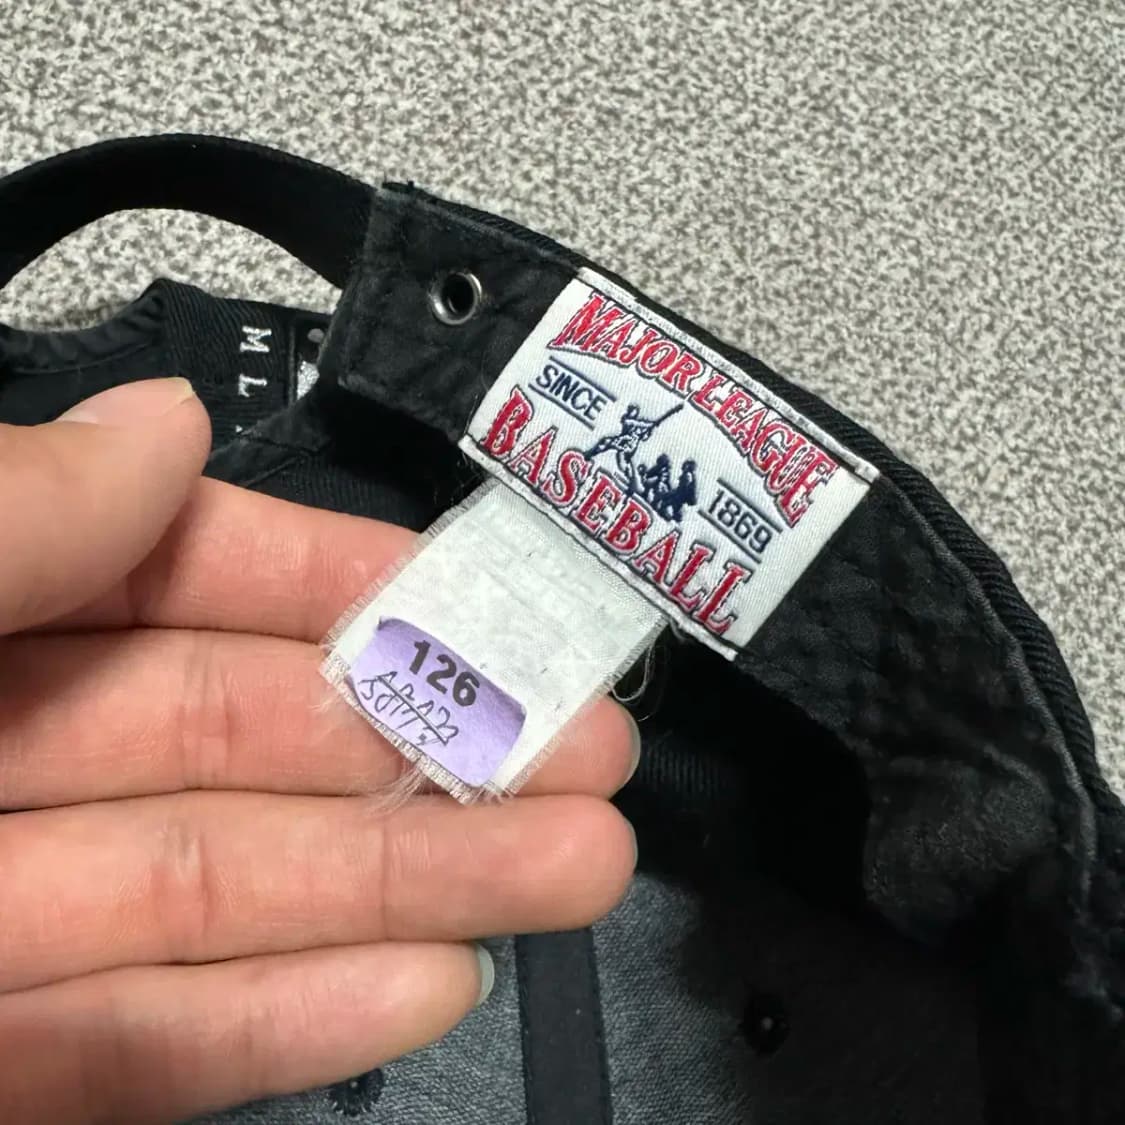 MAJOR LEAGUE
SINCE
1869
BASEBALL
126
M L